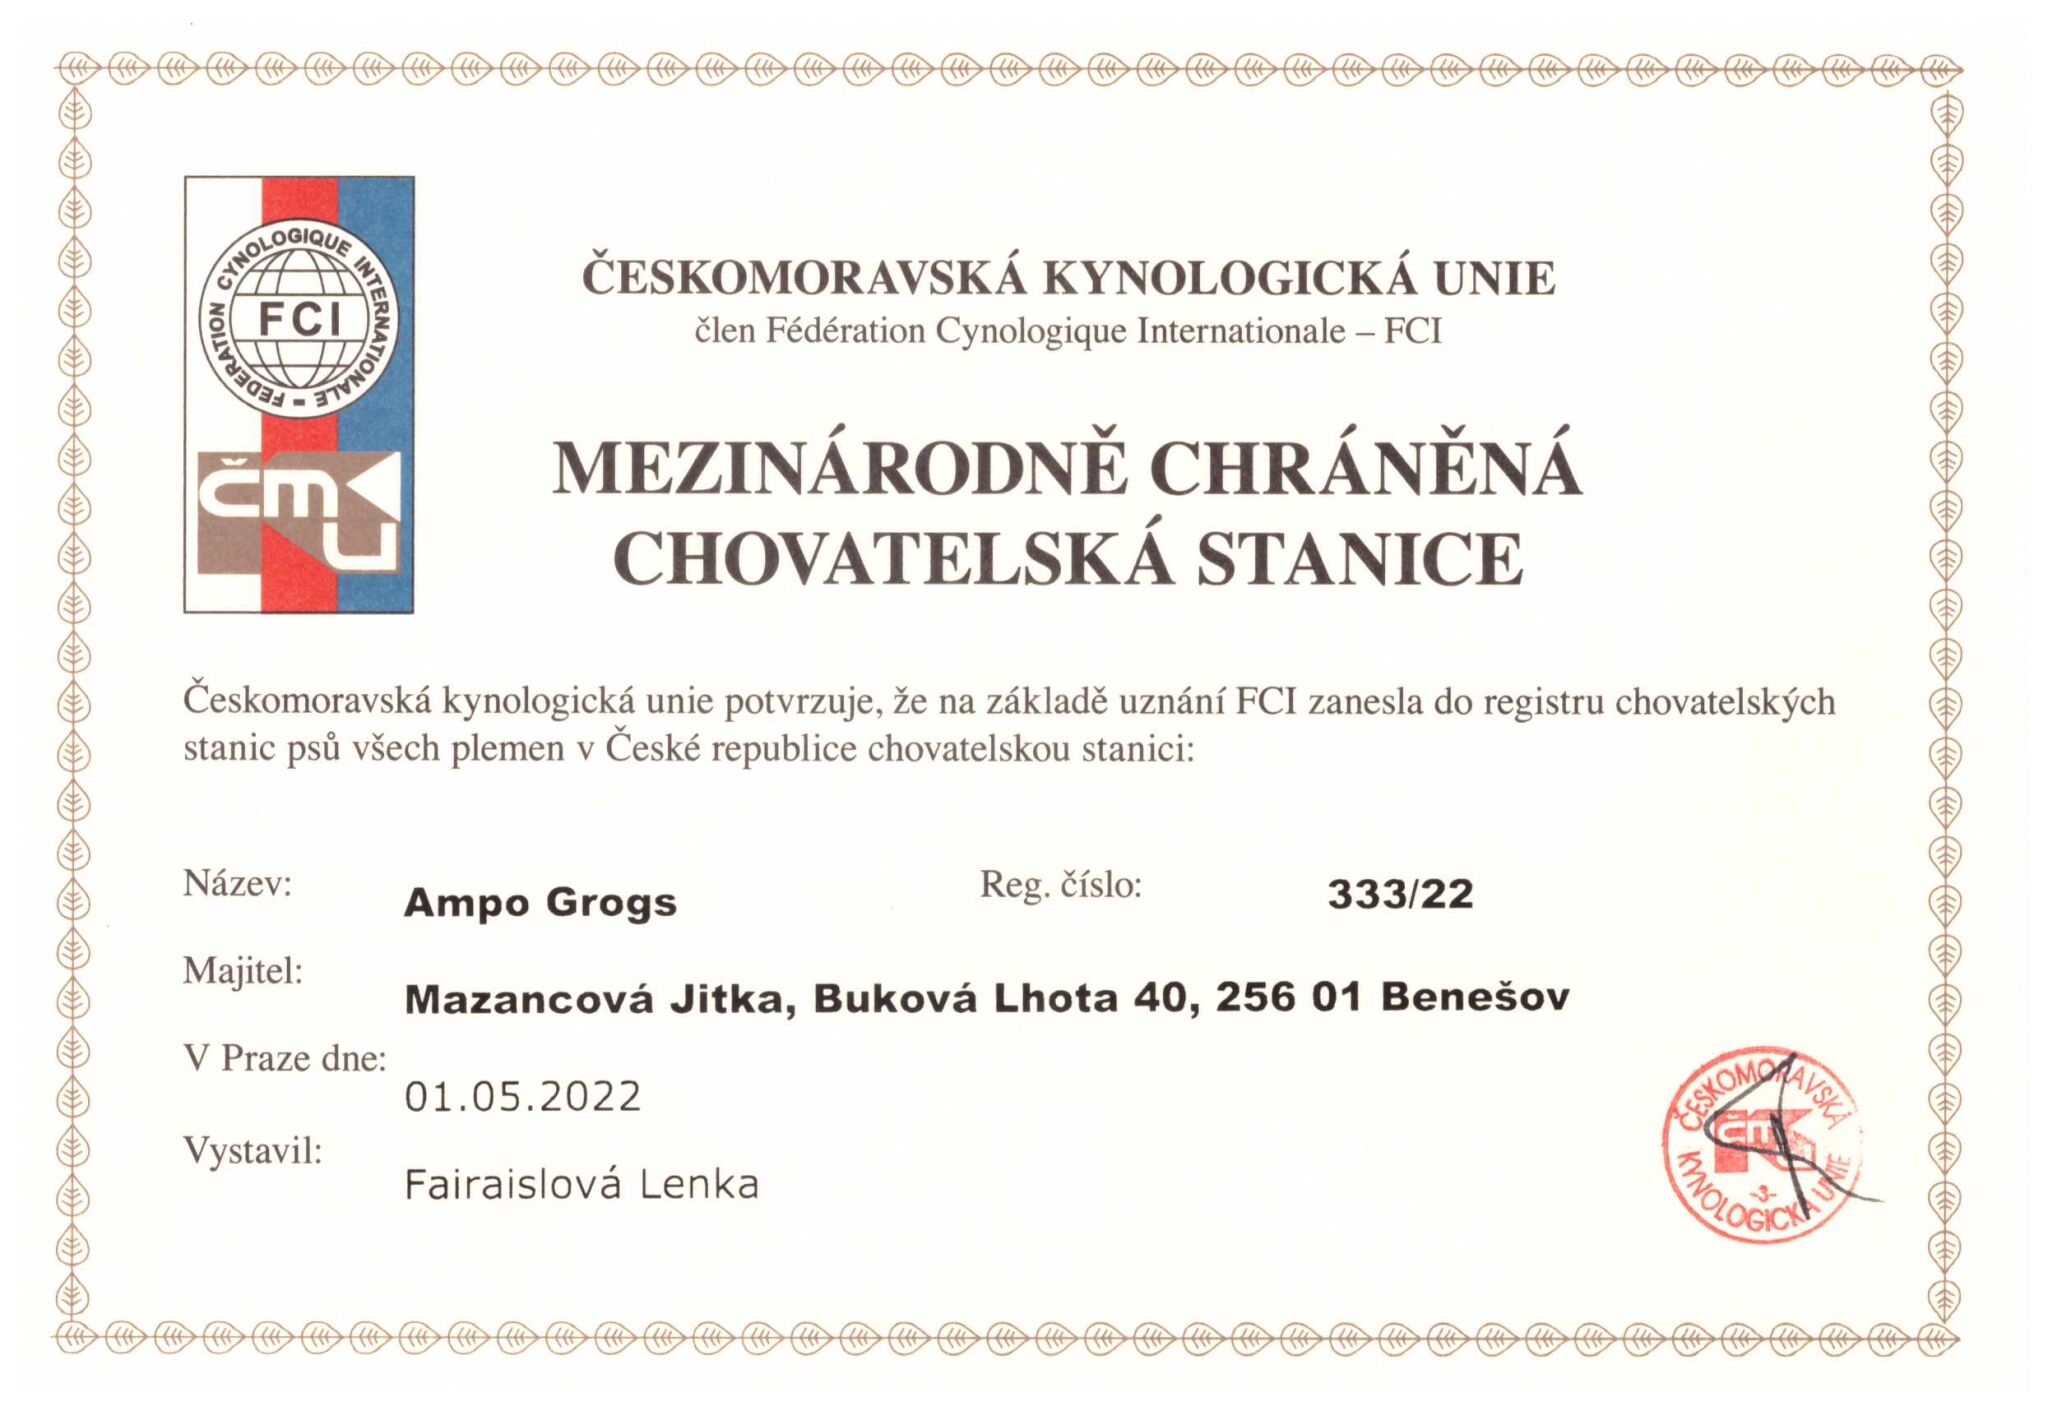 FEDERATION CYNOLOGIQUE INTERNATIONALE –
FCI
ČMKU
ČESKOMORAVSKÁ KYNOLOGICKÁ UNIE
člen Fédération Cynologique Internationale – FCI
MEZINÁRODNĚ CHRÁNĚNÁ
CHOVATELSKÁ STANICE
Českomoravská kynologická unie potvrzuje, že na základě uznání FCI zanesla do registru chovatelských
stanic psů všech plemen v České republice chovatelskou stanici:
Název: Ampo Grogs Reg. číslo: 333/22
Majitel: Mazancová Jitka, Buková Lhota 40, 256 01 Benešov
V Praze dne: 01.05.2022
Vystavil: Fairaislová Lenka
ČESKOMORAVSKÁ
ČMKU
-3-
KYNOLOGICKÁ UNIE